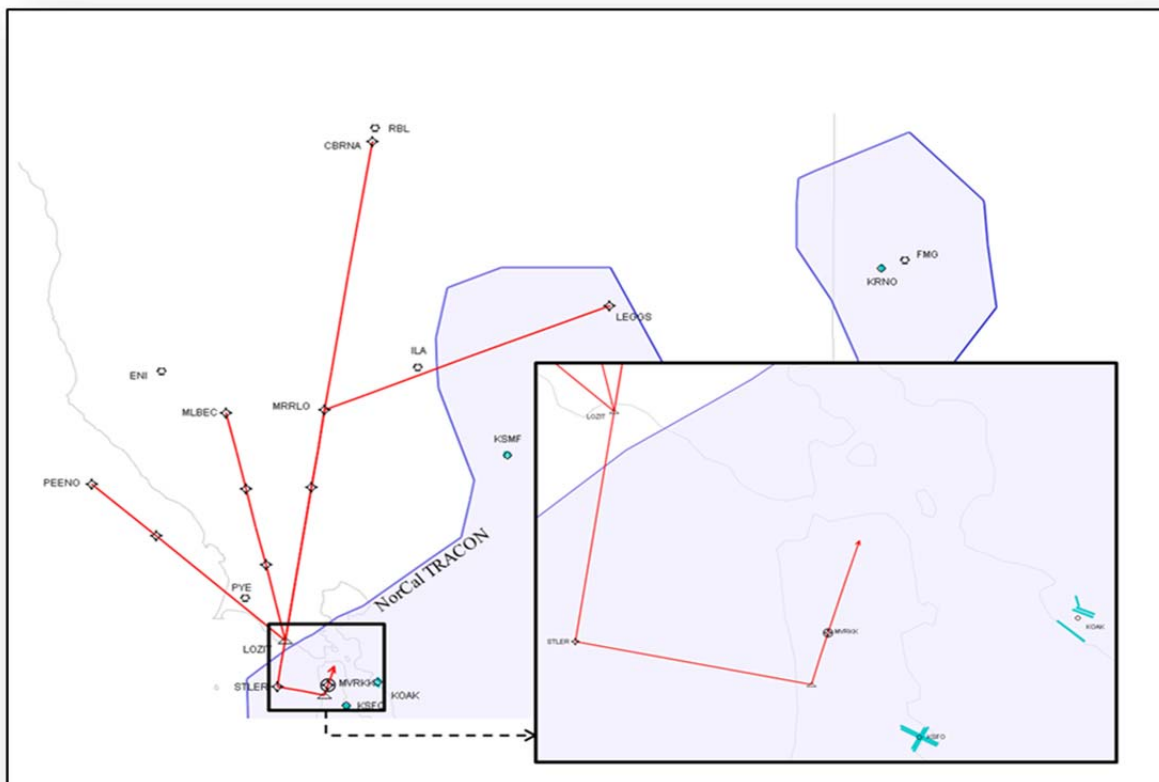 RBL
CBRNA
FMG
KRNO
LEGGS
ILA
ENI
MRRLO
MLBEC
KSMF
PEENO
NorCal TRACON
PYE
LOZIT
STLER
MVRKK
KOAK
KSFO
LOZIT
KOAK
MVRKK
STLER
KSFO